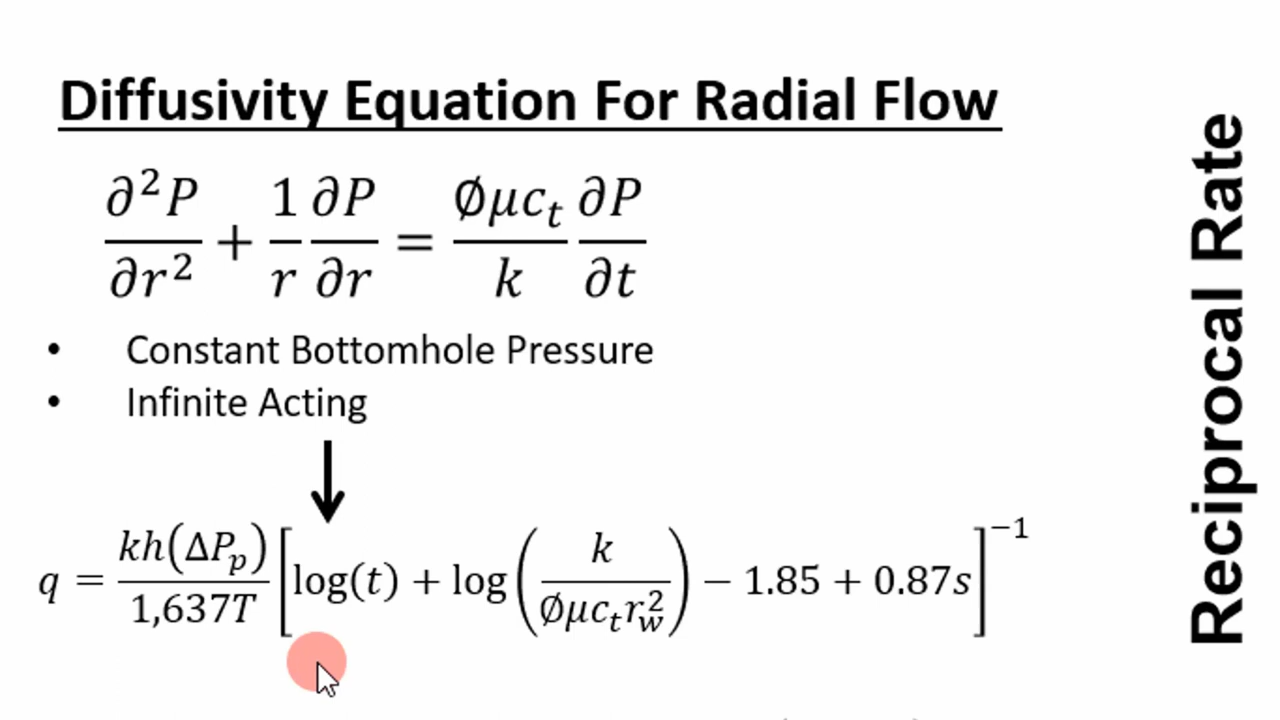 Diffusivity Equation For Radial Flow
∂²P/∂r² + 1/r ∂P/∂r = ∅μc_t/k ∂P/∂t
• Constant Bottomhole Pressure
• Infinite Acting
q = kh(ΔP_p)/1,637T [log(t) + log(k/∅μc_t r_w²) − 1.85 + 0.87s]⁻¹
Reciprocal Rate